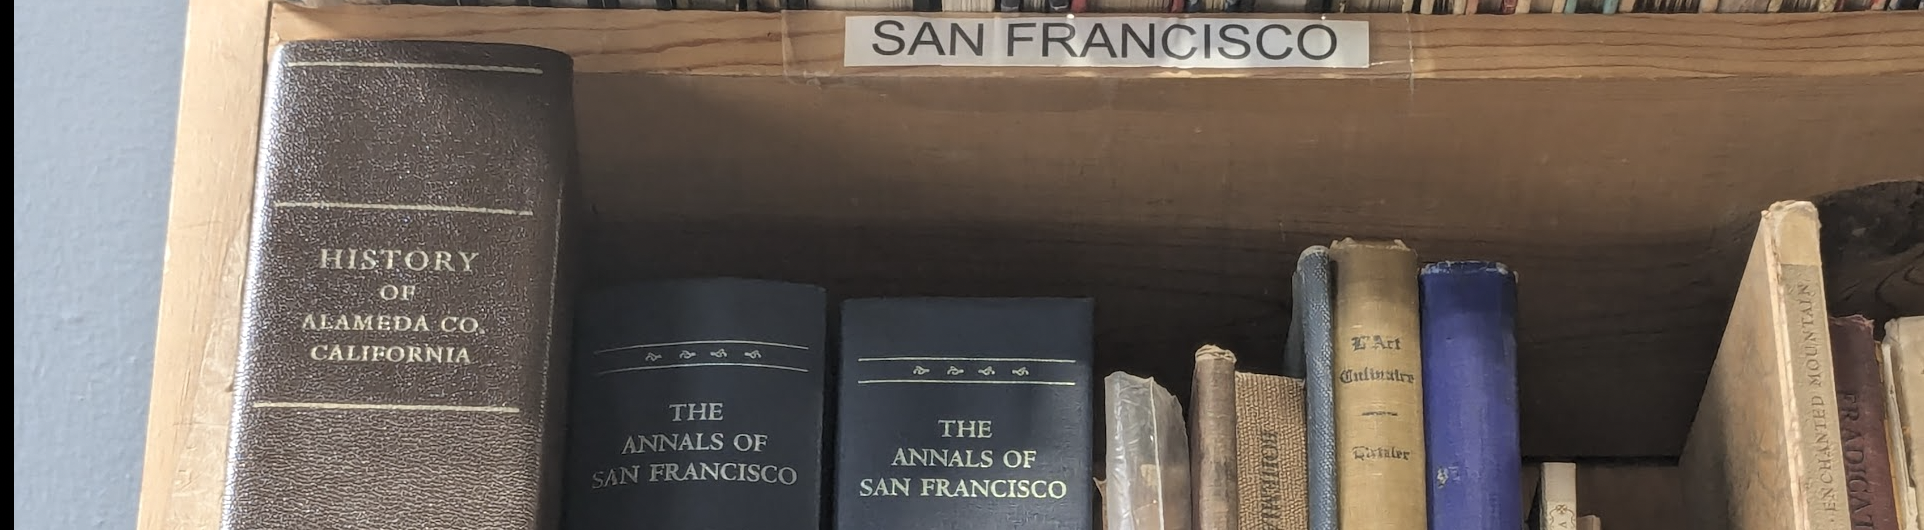 SAN FRANCISCO
HISTORY
OF
ALAMEDA CO.
CALIFORNIA
THE
ANNALS OF
SAN FRANCISCO
THE
ANNALS OF
SAN FRANCISCO
L'Art
Culinaire
ENCHANTED MOUNTAIN